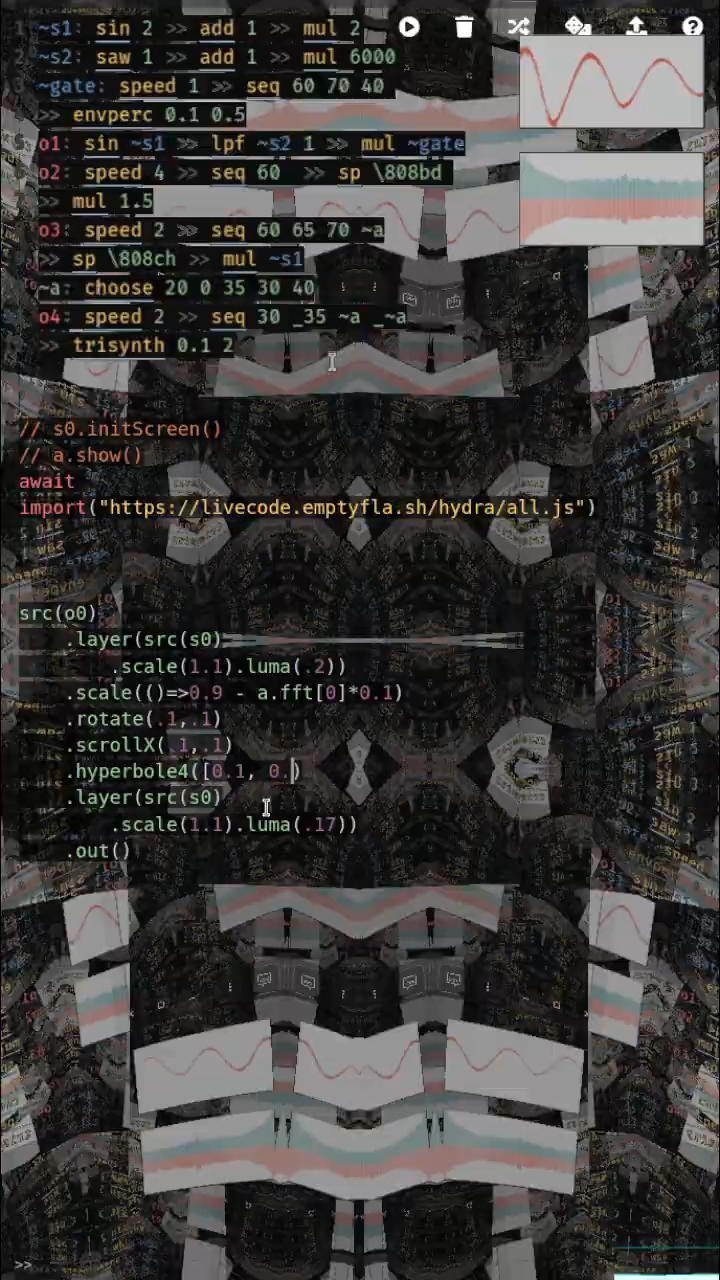 ~s1: sin 2 >> add 1 >> mul 2
~s2: saw 1 >> add 1 >> mul 6000
~gate: speed 1 >> seq 60 70 40
>> envperc 0.1 0.5
o1: sin ~s1 >> lpf ~s2 1 >> mul ~gate
o2: speed 4 >> seq 60 >> sp \808bd
>> mul 1.5
o3: speed 2 >> seq 60 65 70 ~a
>> sp \808ch >> mul ~s1
~a: choose 20 0 35 30 40
o4: speed 2 >> seq 30 _35 ~a _~a
>> trisynth 0.1 2
// s0.initScreen()
// a.show()
await
import("https://livecode.emptyfla.sh/hydra/all.js")
src(o0)
.layer(src(s0)
.scale(1.1).luma(.2))
.scale(()=>0.9 - a.fft[0]*0.1)
.rotate(.1,.1)
.scrollX(.1,.1)
.hyperbole4([0.1, 0.)
.layer(src(s0)
.scale(1.1).luma(.17))
.out()
>>